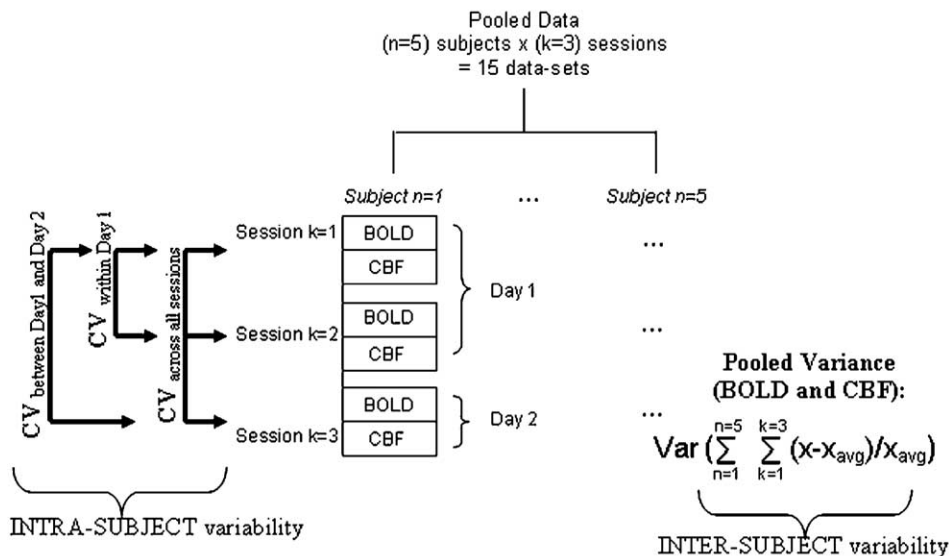 Pooled Data
(n=5) subjects x (k=3) sessions
= 15 data-sets
Subject n=1
...
Subject n=5
CV between Day1 and Day 2
CV within Day 1
CV across all sessions
Session k=1
BOLD
CBF
Day 1
...
Session k=2
BOLD
CBF
...
Session k=3
BOLD
CBF
Day 2
...
Pooled Variance
(BOLD and CBF):
Var (∑ n=1 n=5 ∑ k=1 k=3 (x-xavg)/xavg)
INTRA-SUBJECT variability
INTER-SUBJECT variability